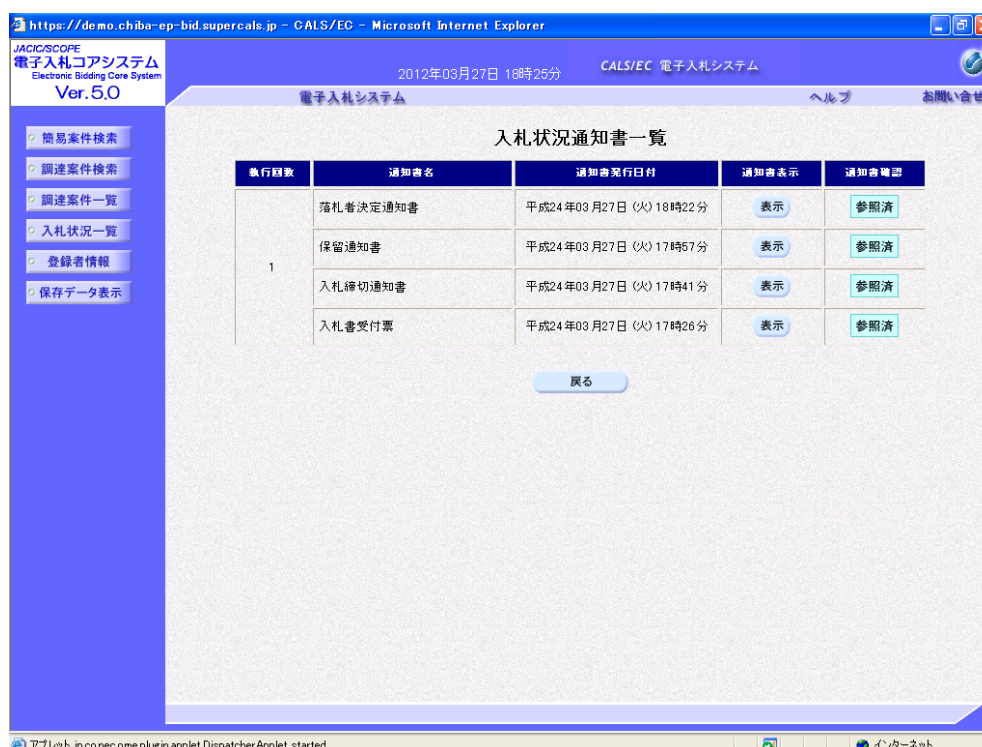 https://demo.chiba-ep-bid.supercals.jp - CALS/EC - Microsoft Internet Explorer
JACIC/SCOPE
電子入札コアシステム
Electronic Bidding Core System
Ver.5.0
2012年03月27日 18時25分
CALS/EC 電子入札システム
電子入札システム
ヘルプ
お問い合せ
簡易案件検索
調達案件検索
調達案件一覧
入札状況一覧
登録者情報
保存データ表示
入札状況通知書一覧
執行回数 通知書名 通知書発行日付 通知書表示 通知書確認
1
落札者決定通知書 平成24年03月27日 (火) 18時22分 表示 参照済
保留通知書 平成24年03月27日 (火) 17時57分 表示 参照済
入札締切通知書 平成24年03月27日 (火) 17時41分 表示 参照済
入札書受付票 平成24年03月27日 (火) 17時26分 表示 参照済
戻る
アプレット jp.co.nec.ome.plugin.applet.DispatcherApplet started
インターネット